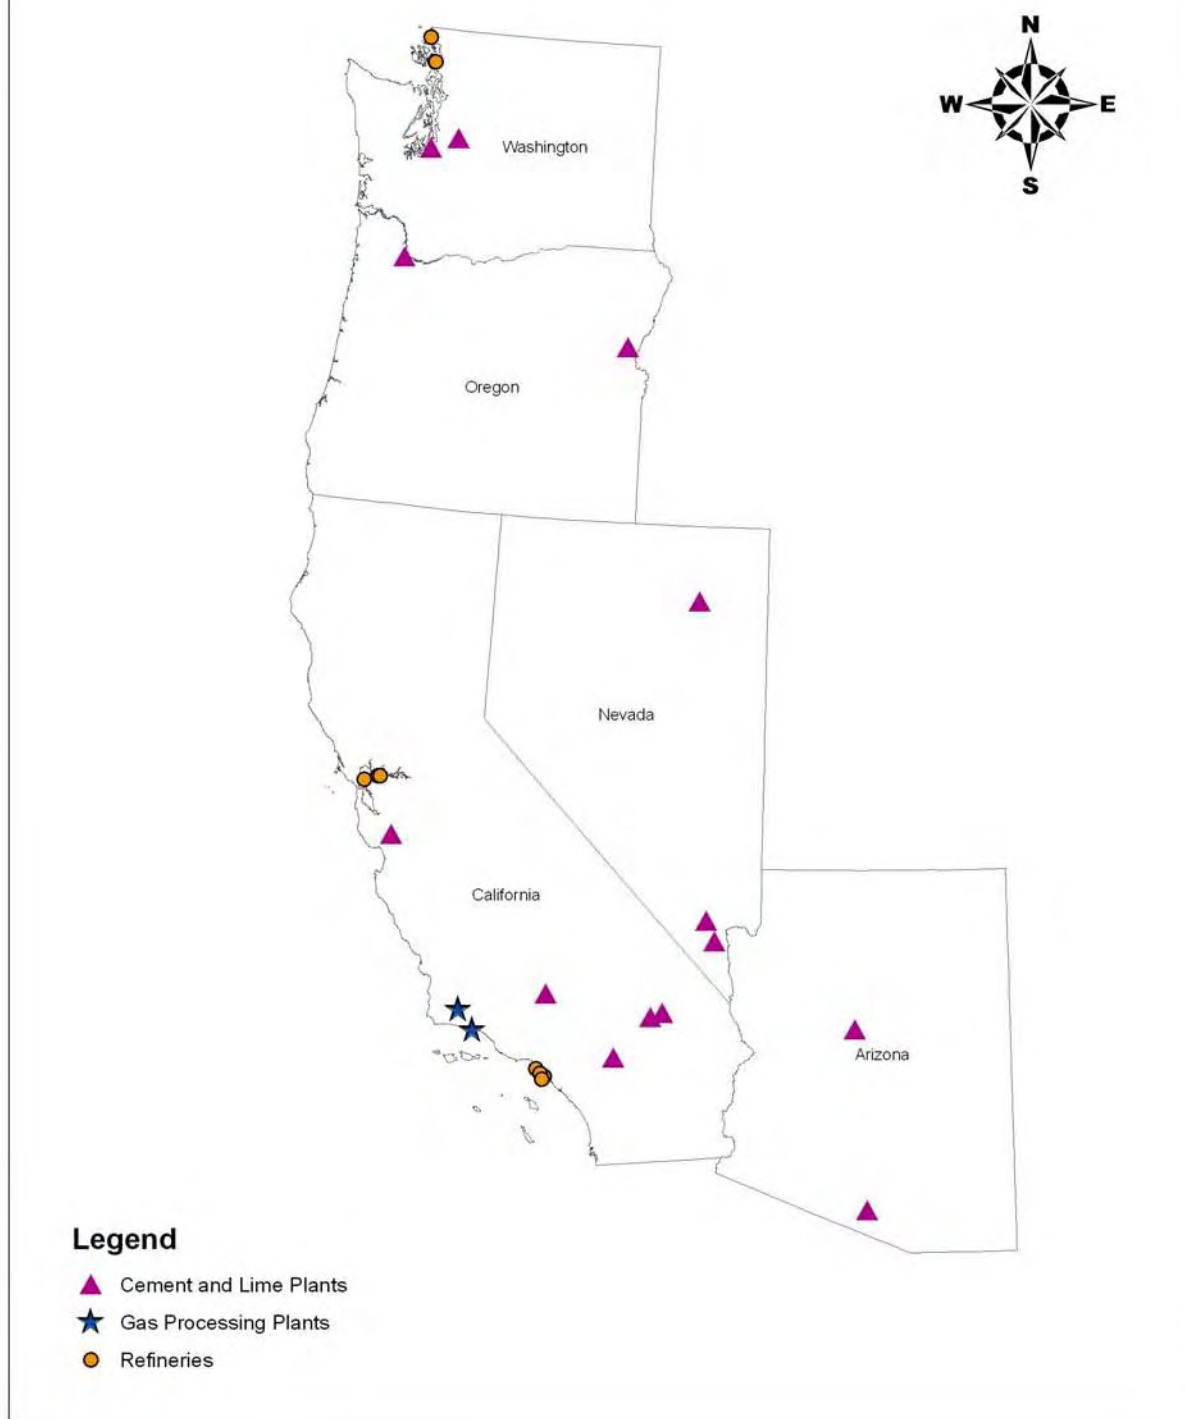 N
W E
S
Washington
Oregon
Nevada
California
Arizona
Legend
Cement and Lime Plants
Gas Processing Plants
Refineries